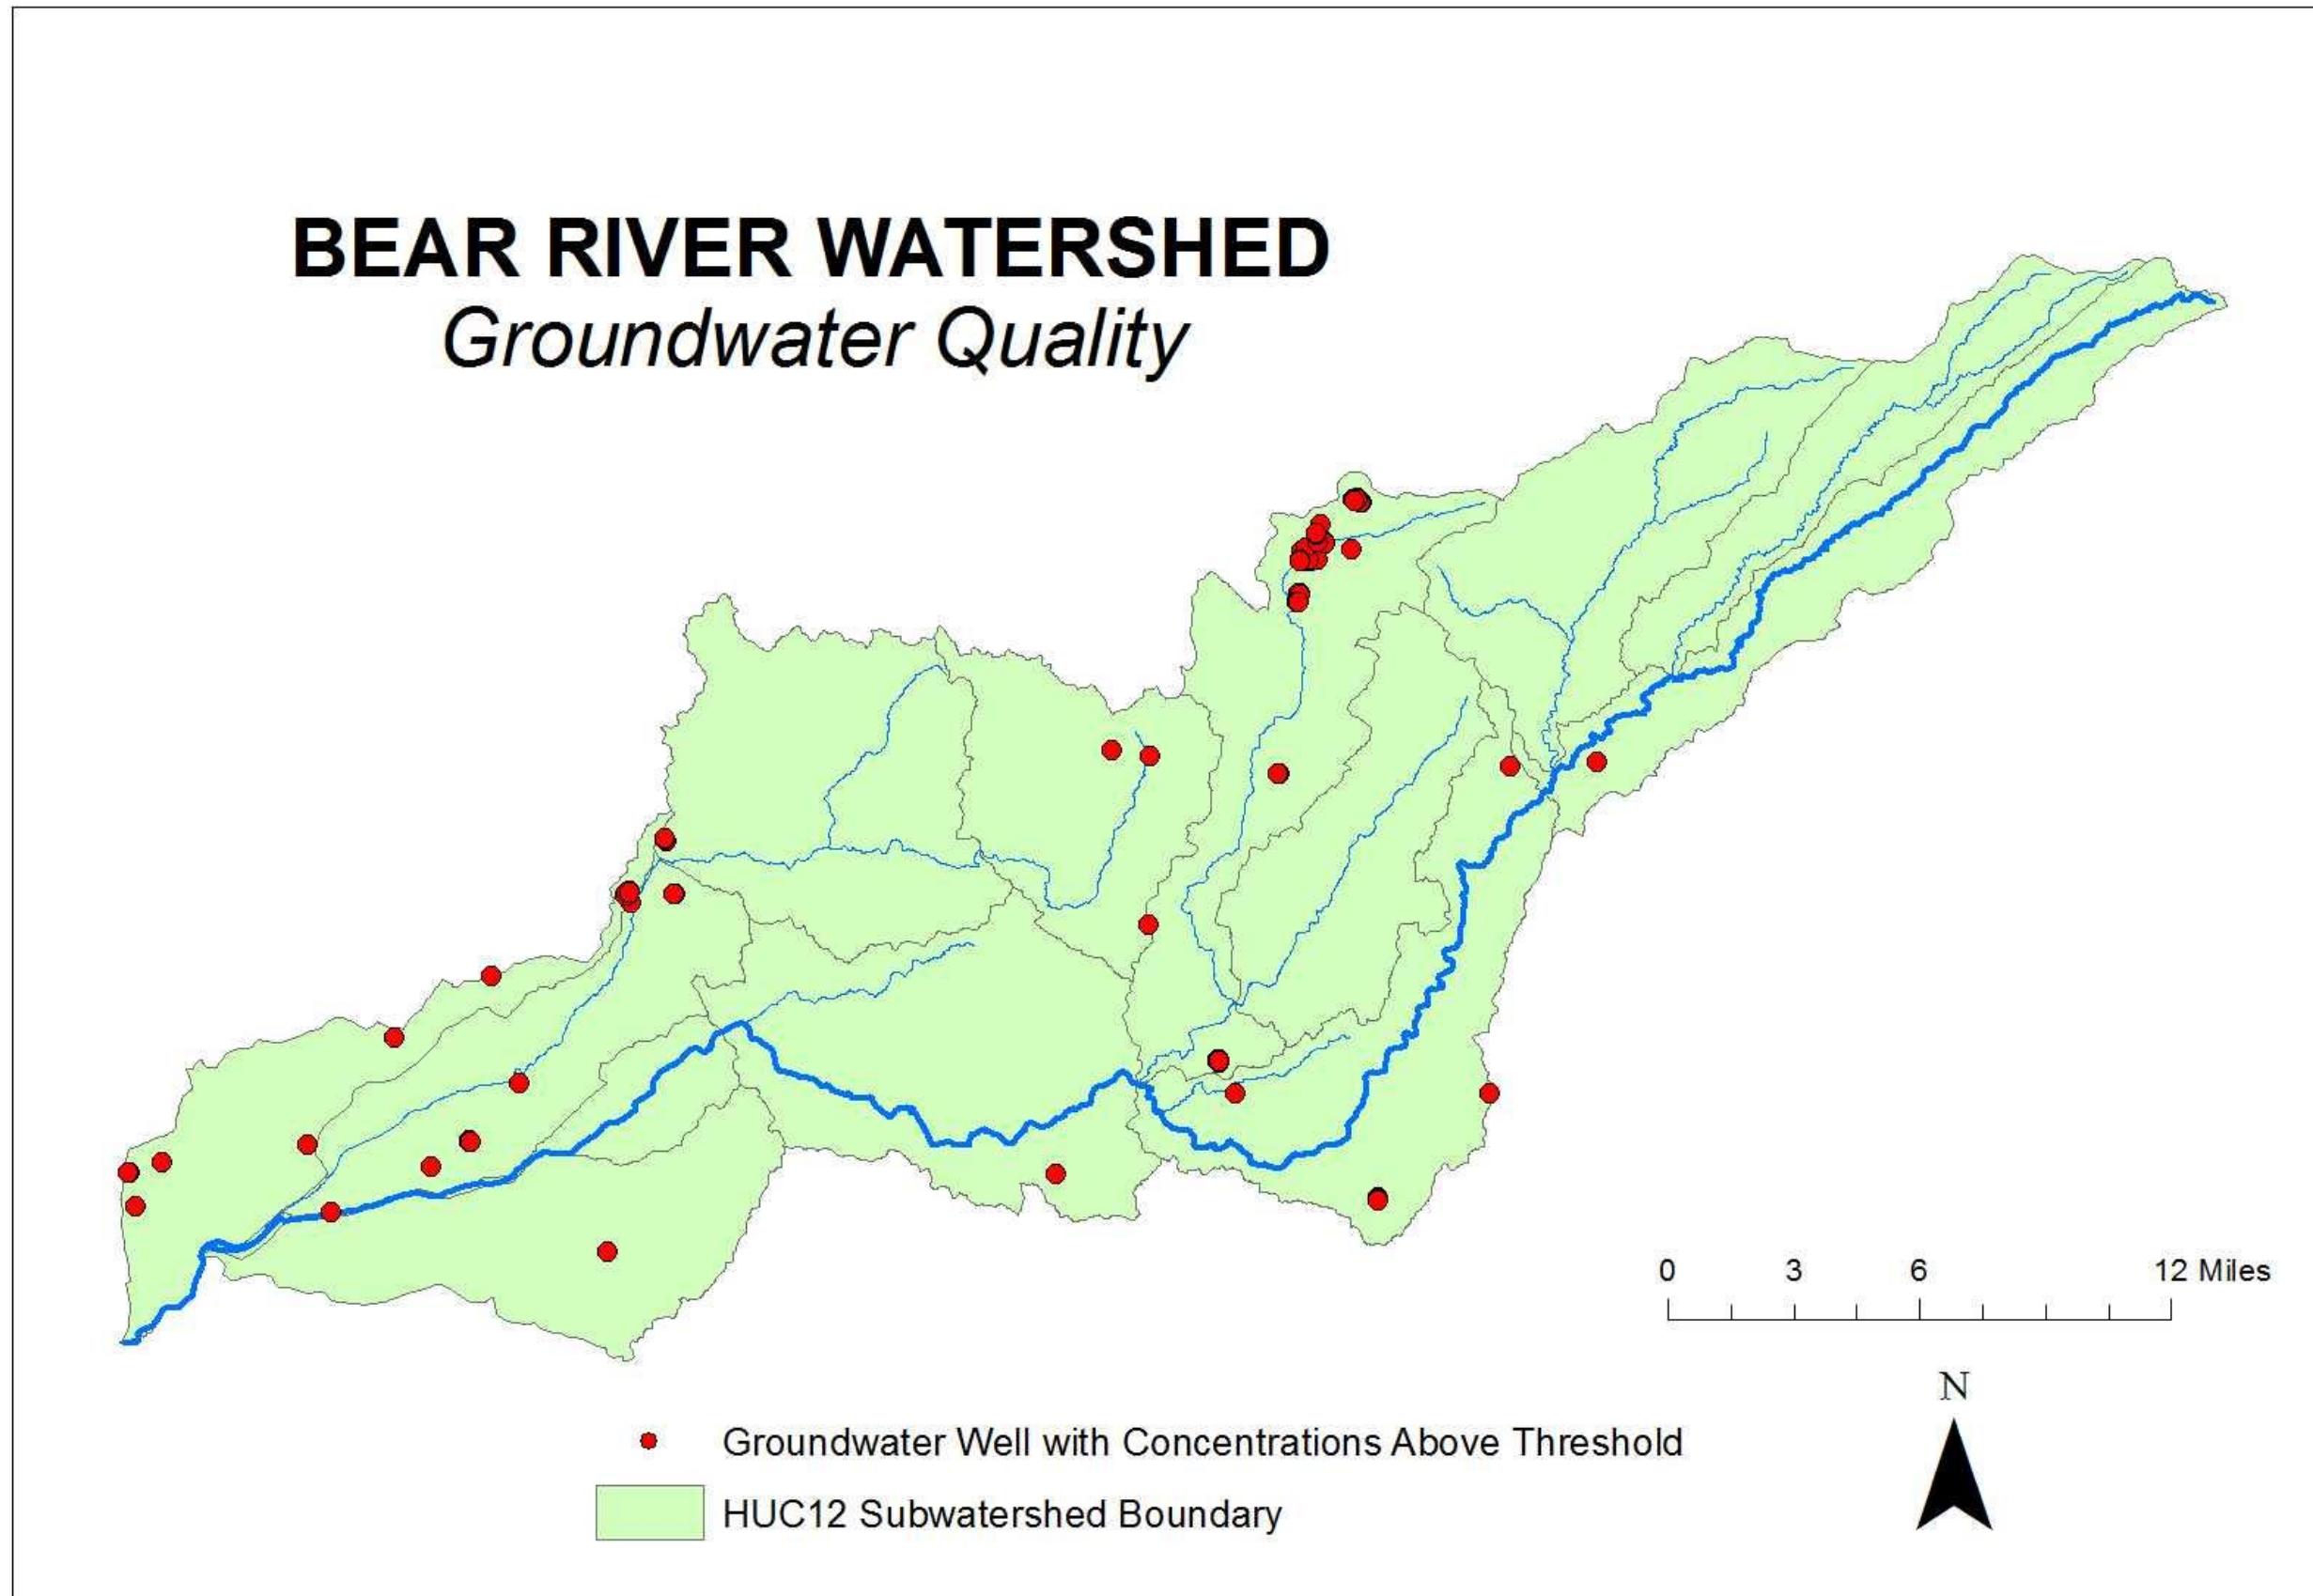 BEAR RIVER WATERSHED
Groundwater Quality
0 3 6 12 Miles
N
Groundwater Well with Concentrations Above Threshold
HUC12 Subwatershed Boundary